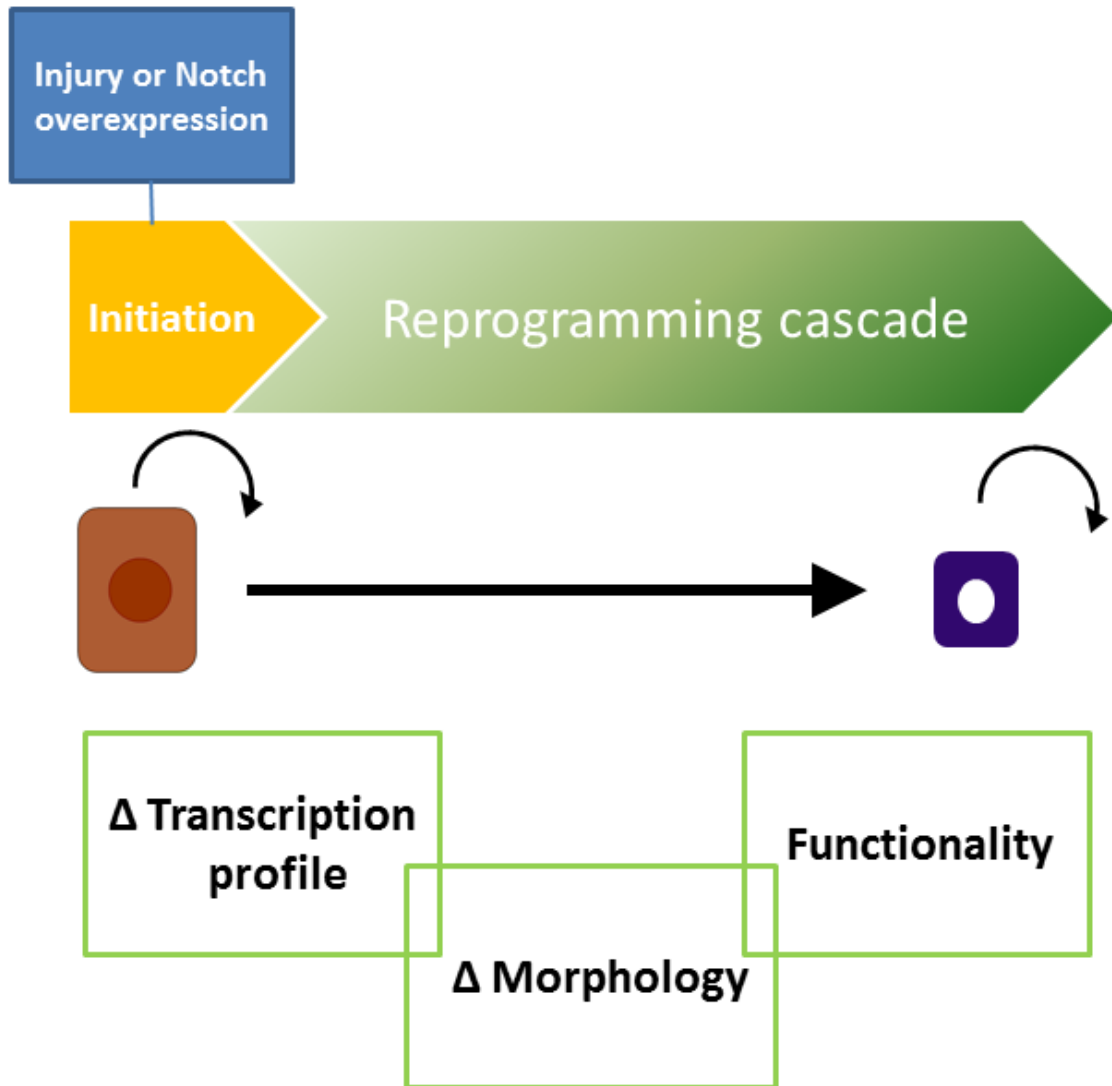 Injury or Notch
overexpression
Initiation
Reprogramming cascade
Δ Transcription
profile
Δ Morphology
Functionality